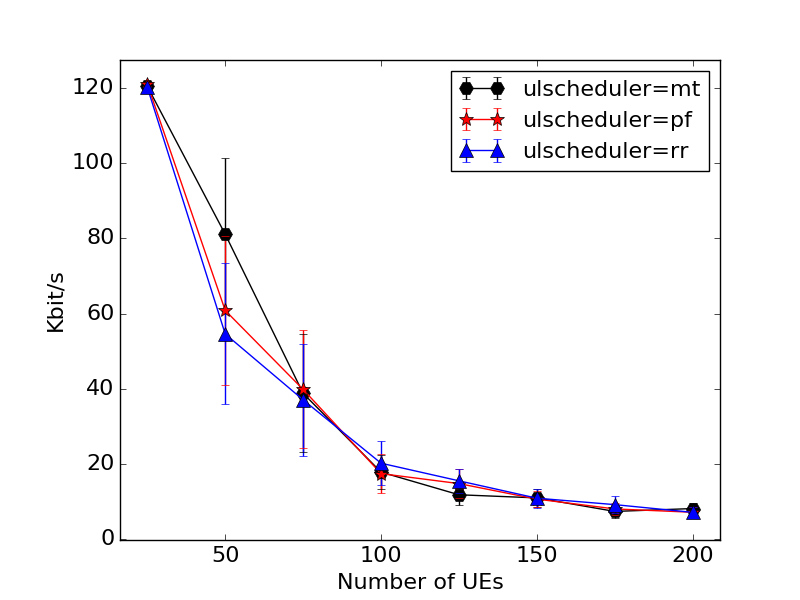 120
100
80
60
40
20
0
Kbit/s
ulscheduler=mt
ulscheduler=pf
ulscheduler=rr
50 100 150 200
Number of UEs